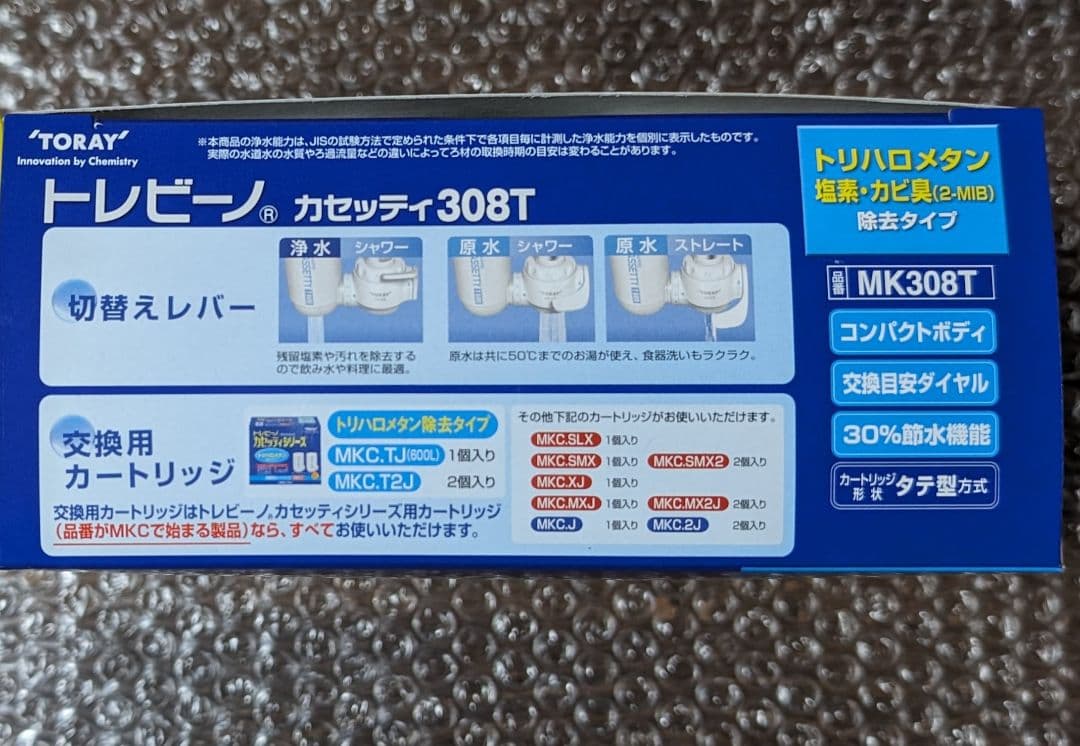 'TORAY'
Innovation by Chemistry
※本商品の浄水能力は、JISの試験方法で定められた条件下で各項目毎に計測した浄水能力を個別に表示したものです。
実際の水道水の水質やろ過流量などの違いによってろ材の取換時期の目安は変わることがあります。
トレビーノ® カセッティ308T
トリハロメタン
塩素・カビ臭(2-MIB)
除去タイプ
品番 MK308T
コンパクトボディ
交換目安ダイヤル
30%節水機能
カートリッジ形状 タテ型方式
切替えレバー
浄水 シャワー
原水 シャワー
原水 ストレート
残留塩素や汚れを除去する
ので飲み水や料理に最適。
原水は共に50℃までのお湯が使え、食器洗いもラクラク。
交換用
カートリッジ
トレビーノ
カセッティシリーズ
トリハロメタン除去タイプ
MKC.TJ(600L) 1個入り
MKC.T2J 2個入り
交換用カートリッジはトレビーノ®カセッティシリーズ用カートリッジ
(品番がMKCで始まる製品)なら、すべてお使いいただけます。
その他下記のカートリッジがお使いいただけます。
MKC.SLX 1個入り
MKC.SMX 1個入り MKC.SMX2 2個入り
MKC.XJ 1個入り
MKC.MXJ 1個入り MKC.MX2J 2個入り
MKC.J 1個入り MKC.2J 2個入り